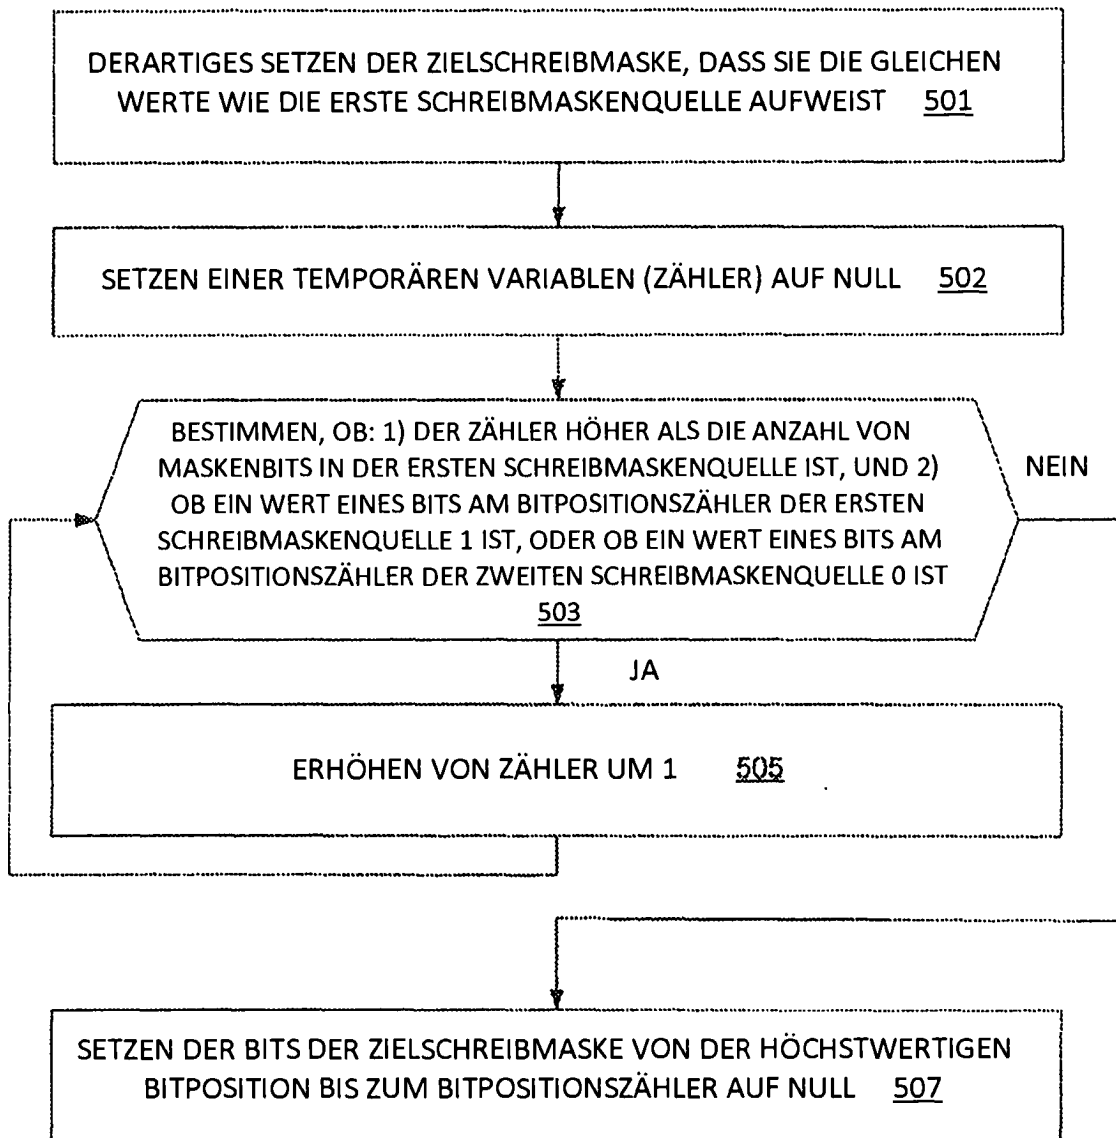 DERARTIGES SETZEN DER ZIELSCHREIBMASKE, DASS SIE DIE GLEICHEN
WERTE WIE DIE ERSTE SCHREIBMASKENQUELLE AUFWEIST 501
SETZEN EINER TEMPORÄREN VARIABLEN (ZÄHLER) AUF NULL 502
BESTIMMEN, OB: 1) DER ZÄHLER HÖHER ALS DIE ANZAHL VON
MASKENBITS IN DER ERSTEN SCHREIBMASKENQUELLE IST, UND 2)
OB EIN WERT EINES BITS AM BITPOSITIONSZÄHLER DER ERSTEN
SCHREIBMASKENQUELLE 1 IST, ODER OB EIN WERT EINES BITS AM
BITPOSITIONSZÄHLER DER ZWEITEN SCHREIBMASKENQUELLE 0 IST
503
NEIN
JA
ERHÖHEN VON ZÄHLER UM 1 505
SETZEN DER BITS DER ZIELSCHREIBMASKE VON DER HÖCHSTWERTIGEN
BITPOSITION BIS ZUM BITPOSITIONSZÄHLER AUF NULL 507